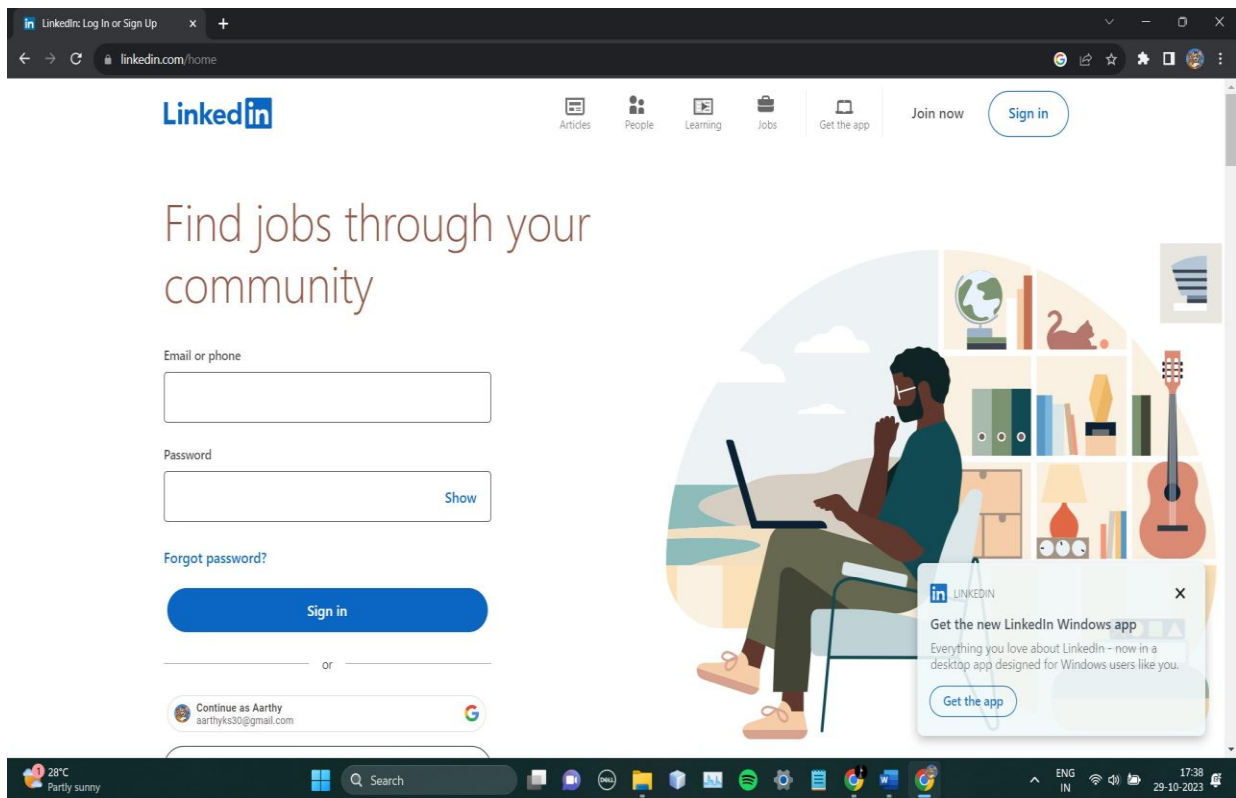 in LinkedIn: Log In or Sign Up
linkedin.com/home
Linkedin
Articles
People
Learning
Jobs
Get the app
Join now
Sign in
Find jobs through your
community
Email or phone
Password
Show
Forgot password?
Sign in
or
Continue as Aarthy
aarthyks30@gmail.com
G
in LINKEDIN
Get the new LinkedIn Windows app
Everything you love about LinkedIn - now in a
desktop app designed for Windows users like you.
Get the app
1
28°C
Partly sunny
Search
DELL
ENG
IN
17:38
29-10-2023